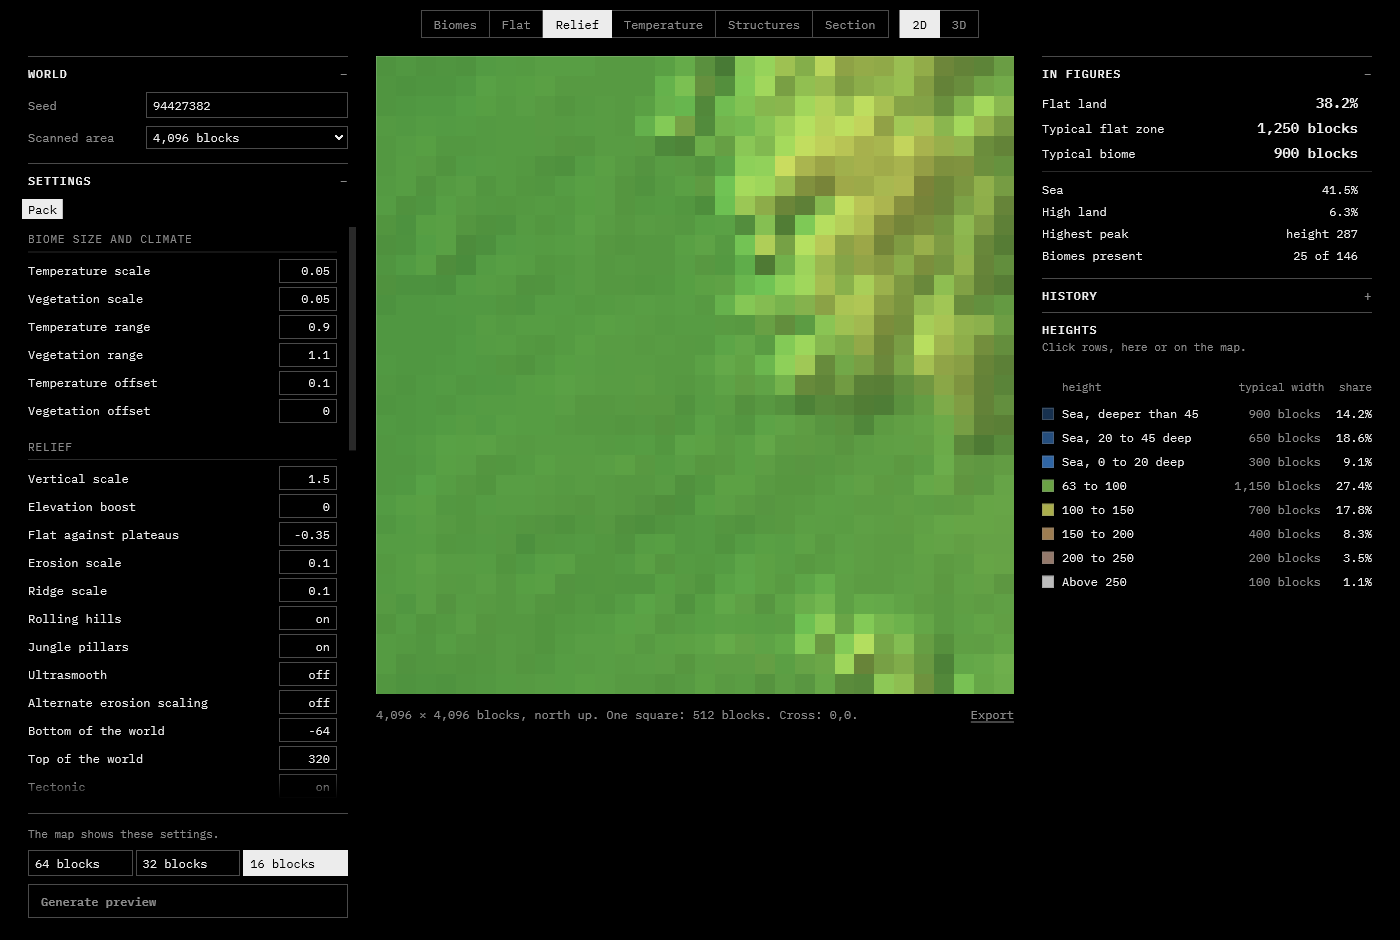 Biomes Flat Relief Temperature Structures Section 2D 3D
WORLD −
Seed 94427382
Scanned area 4,096 blocks
SETTINGS −
Pack
BIOME SIZE AND CLIMATE
Temperature scale 0.05
Vegetation scale 0.05
Temperature range 0.9
Vegetation range 1.1
Temperature offset 0.1
Vegetation offset 0
RELIEF
Vertical scale 1.5
Elevation boost 0
Flat against plateaus -0.35
Erosion scale 0.1
Ridge scale 0.1
Rolling hills on
Jungle pillars on
Ultrasmooth off
Alternate erosion scaling off
Bottom of the world -64
Top of the world 320
Tectonic on
The map shows these settings.
64 blocks 32 blocks 16 blocks
Generate preview
4,096 × 4,096 blocks, north up. One square: 512 blocks. Cross: 0,0. Export
IN FIGURES −
Flat land 38.2%
Typical flat zone 1,250 blocks
Typical biome 900 blocks
Sea 41.5%
High land 6.3%
Highest peak height 287
Biomes present 25 of 146
HISTORY +
HEIGHTS
Click rows, here or on the map.
height typical width share
Sea, deeper than 45 900 blocks 14.2%
Sea, 20 to 45 deep 650 blocks 18.6%
Sea, 0 to 20 deep 300 blocks 9.1%
63 to 100 1,150 blocks 27.4%
100 to 150 700 blocks 17.8%
150 to 200 400 blocks 8.3%
200 to 250 200 blocks 3.5%
Above 250 100 blocks 1.1%